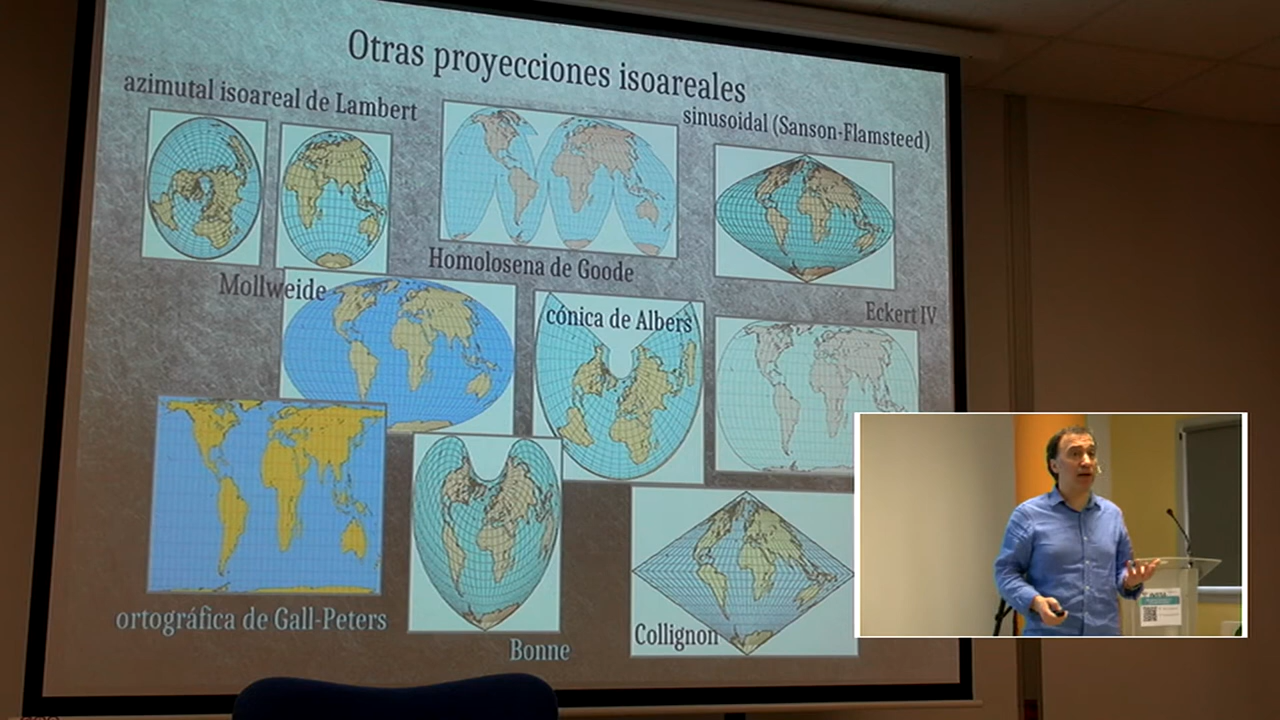 Otras proyecciones isoareales
azimutal isoareal de Lambert
sinusoidal (Sanson-Flamsteed)
Homolosena de Goode
Mollweide
cónica de Albers
Eckert IV
ortográfica de Gall-Peters
Bonne
Collignon